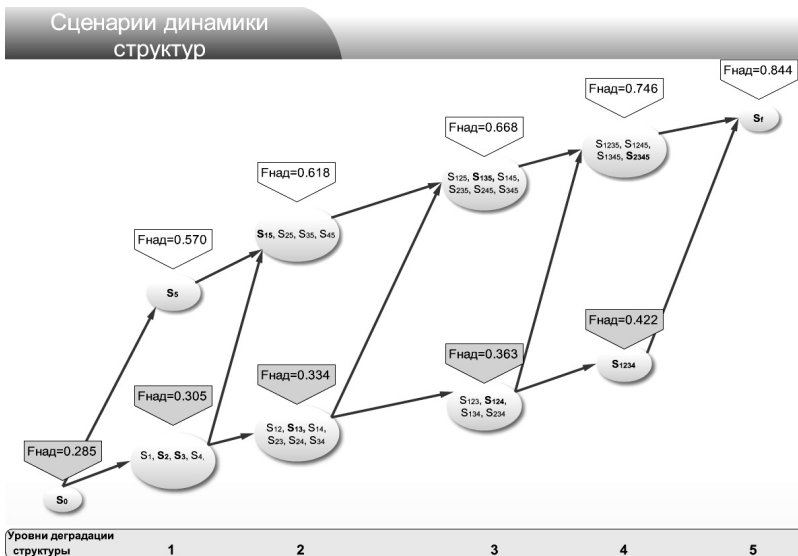 Сценарии динамики
структур
Fнад=0.844
Sf
Fнад=0.746
S1235, S1245,
S1345, S2345
Fнад=0.668
S125, S135, S145,
S235, S245, S345
Fнад=0.618
S15, S25, S35, S45
Fнад=0.570
S5
Fнад=0.422
S1234
Fнад=0.363
S123, S124,
S134, S234
Fнад=0.334
S12, S13, S14,
S23, S24, S34
Fнад=0.305
S1, S2, S3, S4,
Fнад=0.285
S0
Уровни деградации
структуры 1 2 3 4 5